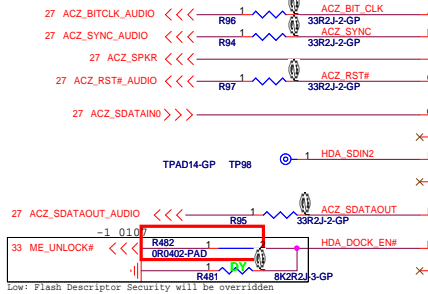 27 ACZ_BITCLK_AUDIO R96 1 33R2J-2-GP ACZ_BIT_CLK
27 ACZ_SYNC_AUDIO R94 1 33R2J-2-GP ACZ_SYNC
27 ACZ_SPKR
27 ACZ_RST#_AUDIO R97 1 33R2J-2-GP ACZ_RST#
27 ACZ_SDATAIN0
TPAD14-GP TP98 1 HDA_SDIN2
27 ACZ_SDATAOUT_AUDIO R95 1 33R2J-2-GP ACZ_SDATAOUT
-1 0107
33 ME_UNLOCK# R482 1 HDA_DOCK_EN#
0R0402-PAD
R481 1 DY 8K2R2J-3-GP
Low: Flash Descriptor Security will be overridden